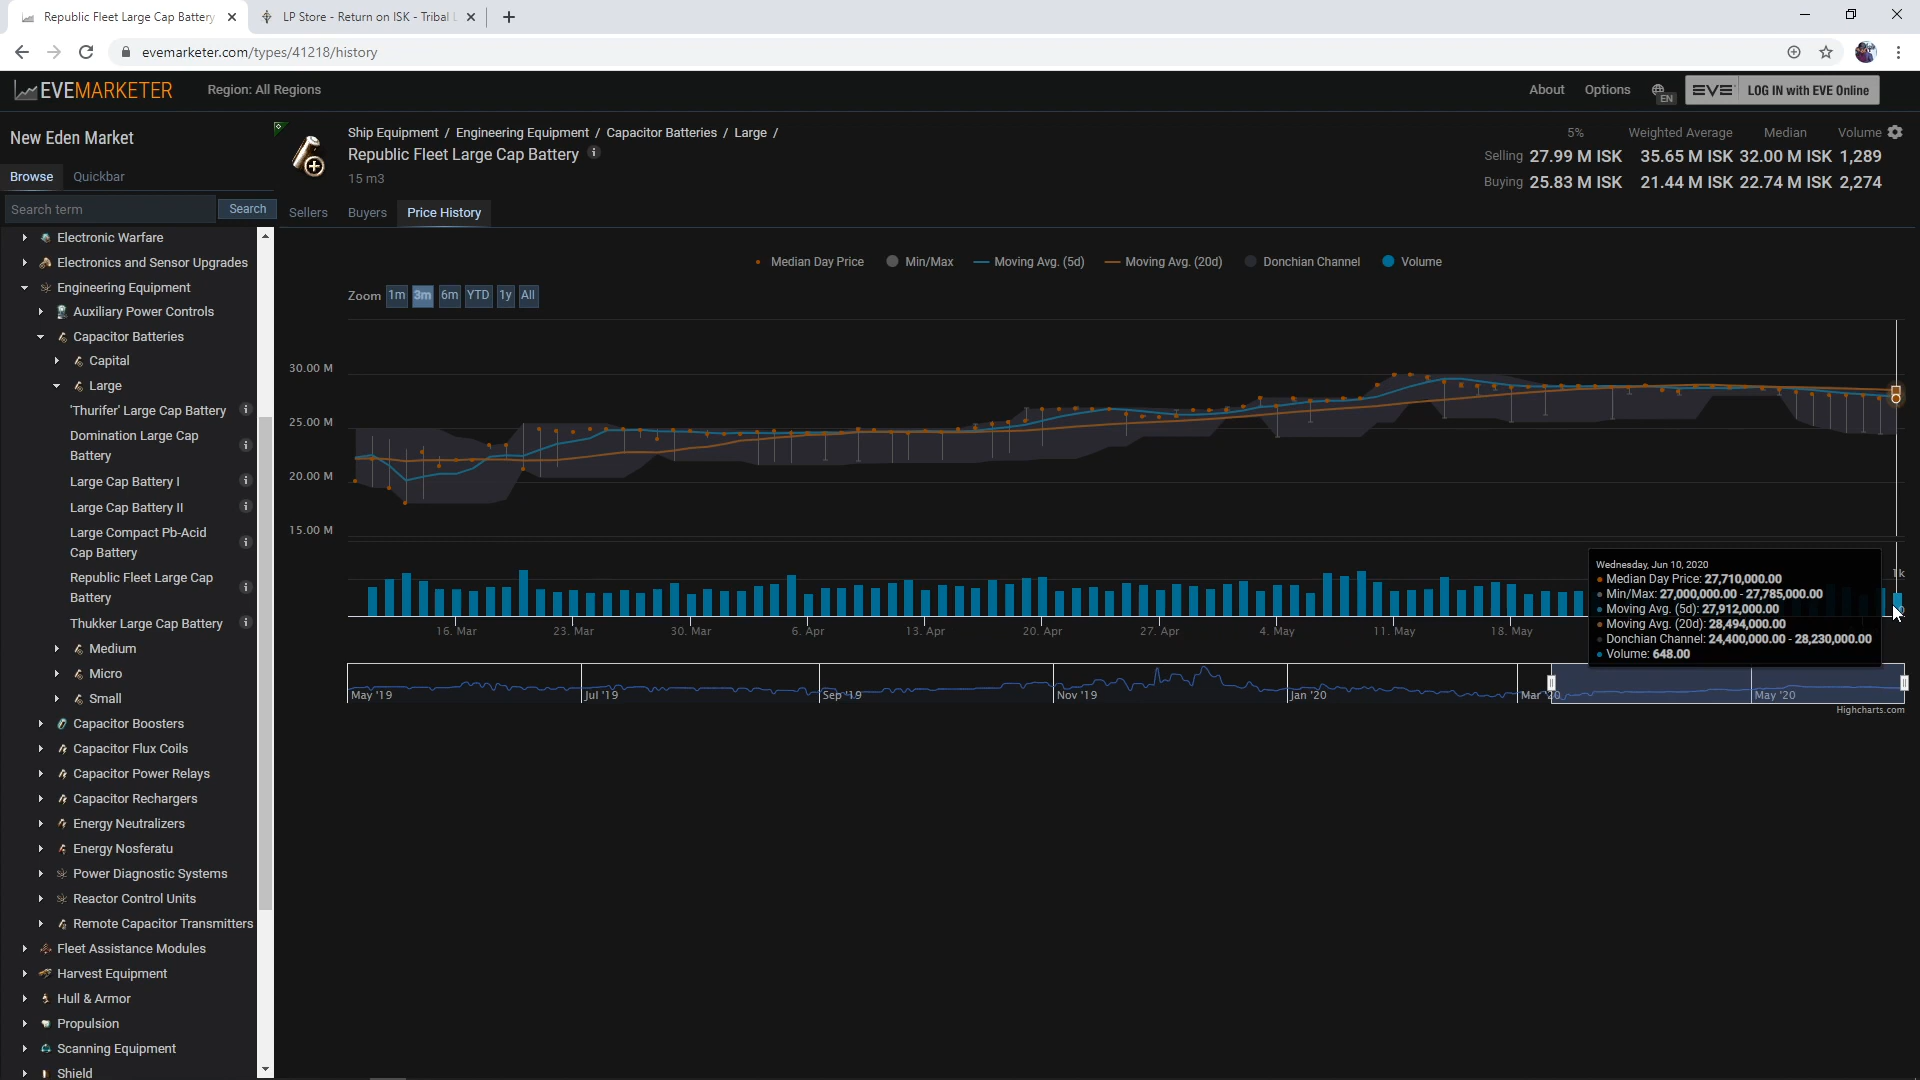 Republic Fleet Large Cap Battery
LP Store - Return on ISK - Tribal
evemarketer.com/types/41218/history
EVEMARKETER
Region: All Regions
About
Options
EN
EVE
LOG IN with EVE Online
New Eden Market
Browse
Quickbar
Search term
Search
Ship Equipment / Engineering Equipment / Capacitor Batteries / Large /
Republic Fleet Large Cap Battery
15 m3
5% Weighted Average Median Volume
Selling 27.99 M ISK 35.65 M ISK 32.00 M ISK 1,289
Buying 25.83 M ISK 21.44 M ISK 22.74 M ISK 2,274
Sellers
Buyers
Price History
Electronic Warfare
Electronics and Sensor Upgrades
Engineering Equipment
Auxiliary Power Controls
Capacitor Batteries
Capital
Large
'Thurifer' Large Cap Battery
Domination Large Cap
Battery
Large Cap Battery I
Large Cap Battery II
Large Compact Pb-Acid
Cap Battery
Republic Fleet Large Cap
Battery
Thukker Large Cap Battery
Medium
Micro
Small
Capacitor Boosters
Capacitor Flux Coils
Capacitor Power Relays
Capacitor Rechargers
Energy Neutralizers
Energy Nosferatu
Power Diagnostic Systems
Reactor Control Units
Remote Capacitor Transmitters
Fleet Assistance Modules
Harvest Equipment
Hull & Armor
Propulsion
Scanning Equipment
Shield
Median Day Price
Min/Max
Moving Avg. (5d)
Moving Avg. (20d)
Donchian Channel
Volume
Zoom 1m 3m 6m YTD 1y All
30.00 M
25.00 M
20.00 M
15.00 M
1k
0
16. Mar
23. Mar
30. Mar
6. Apr
13. Apr
20. Apr
27. Apr
4. May
11. May
18. May
Wednesday, Jun 10, 2020
Median Day Price: 27,710,000.00
Min/Max: 27,000,000.00 - 27,785,000.00
Moving Avg. (5d): 27,912,000.00
Moving Avg. (20d): 28,494,000.00
Donchian Channel: 24,400,000.00 - 28,230,000.00
Volume: 648.00
May '19
Jul '19
Sep '19
Nov '19
Jan '20
Mar '20
May '20
Highcharts.com